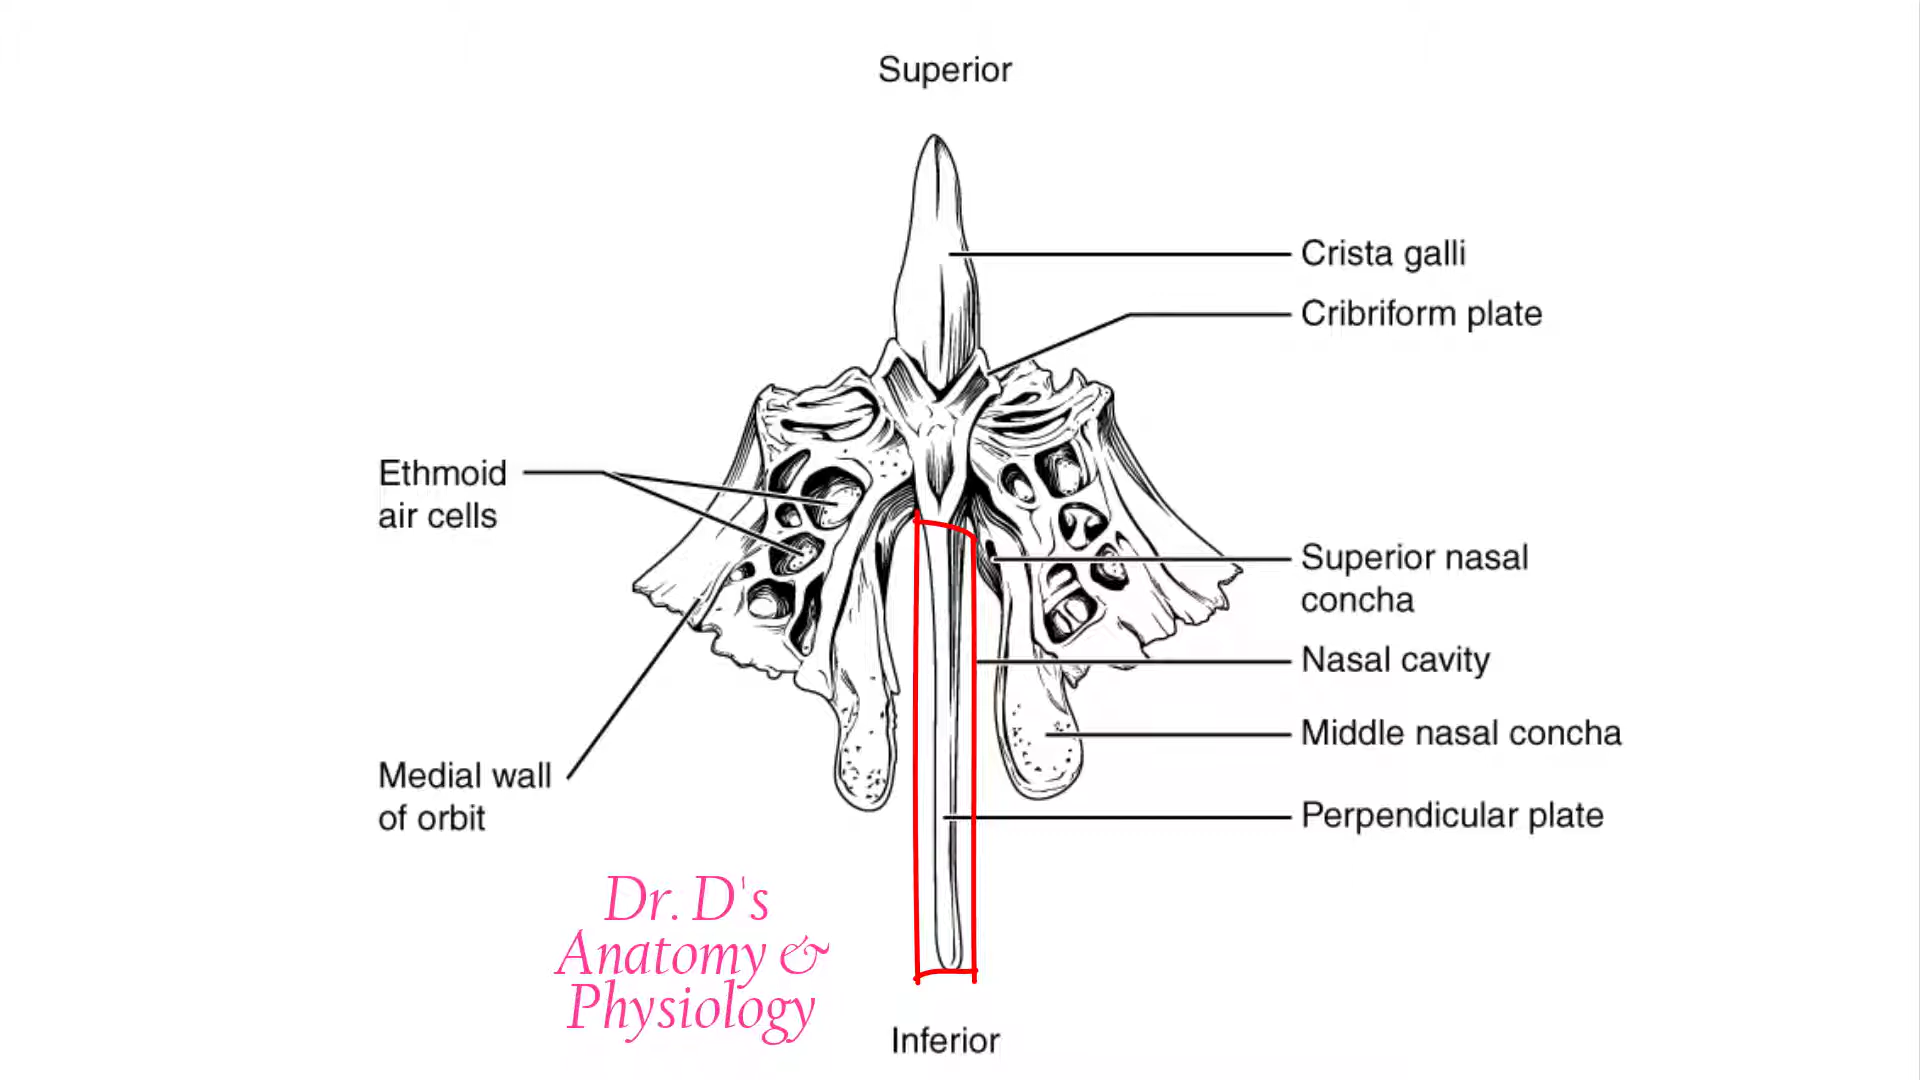 Superior
Crista galli
Cribriform plate
Ethmoid
air cells
Superior nasal
concha
Nasal cavity
Middle nasal concha
Medial wall
of orbit
Perpendicular plate
Dr. D's
Anatomy &
Physiology
Inferior